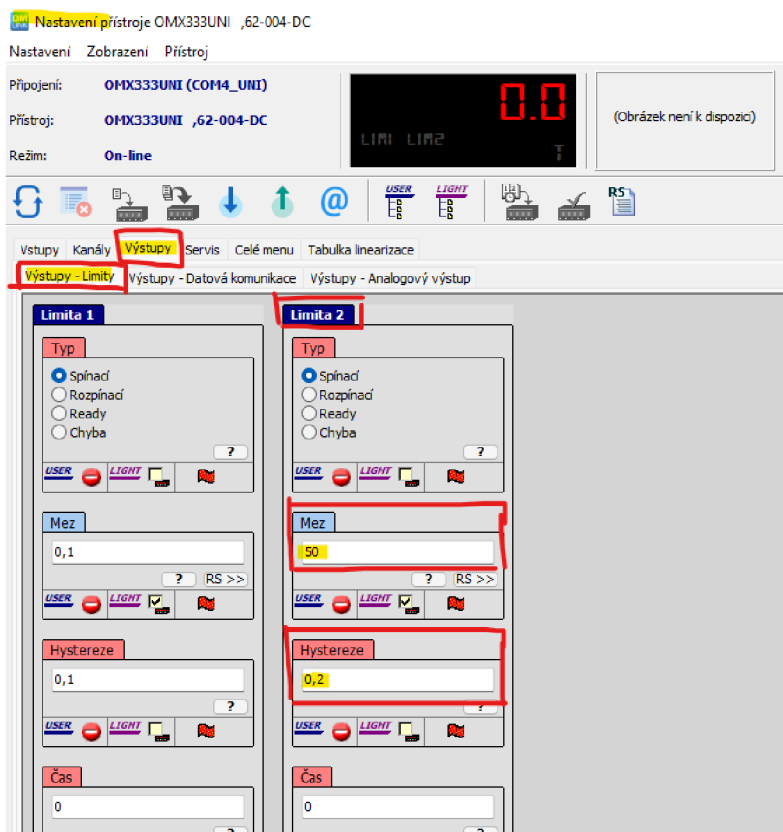 Nastavení přístroje OMX333UNI ,62-004-DC
Nastavení Zobrazení Přístroj
Připojení: OMX333UNI (COM4_UNI)
Přístroj: OMX333UNI ,62-004-DC
Režim: On-line
0.0
LIM1 LIM2
T
(Obrázek není k dispozici)
USER LIGHT RS
Vstupy Kanály Výstupy Servis Celé menu Tabulka linearizace
Výstupy - Limity Výstupy - Datová komunikace Výstupy - Analogový výstup
Limita 1
Typ
Spínací
Rozpínací
Ready
Chyba
?
USER LIGHT
Mez
0,1
? RS >>
USER LIGHT
Hystereze
0,1
?
USER LIGHT
Čas
0
?
Limita 2
Typ
Spínací
Rozpínací
Ready
Chyba
?
USER LIGHT
Mez
50
? RS >>
USER LIGHT
Hystereze
0,2
?
USER LIGHT
Čas
0
?